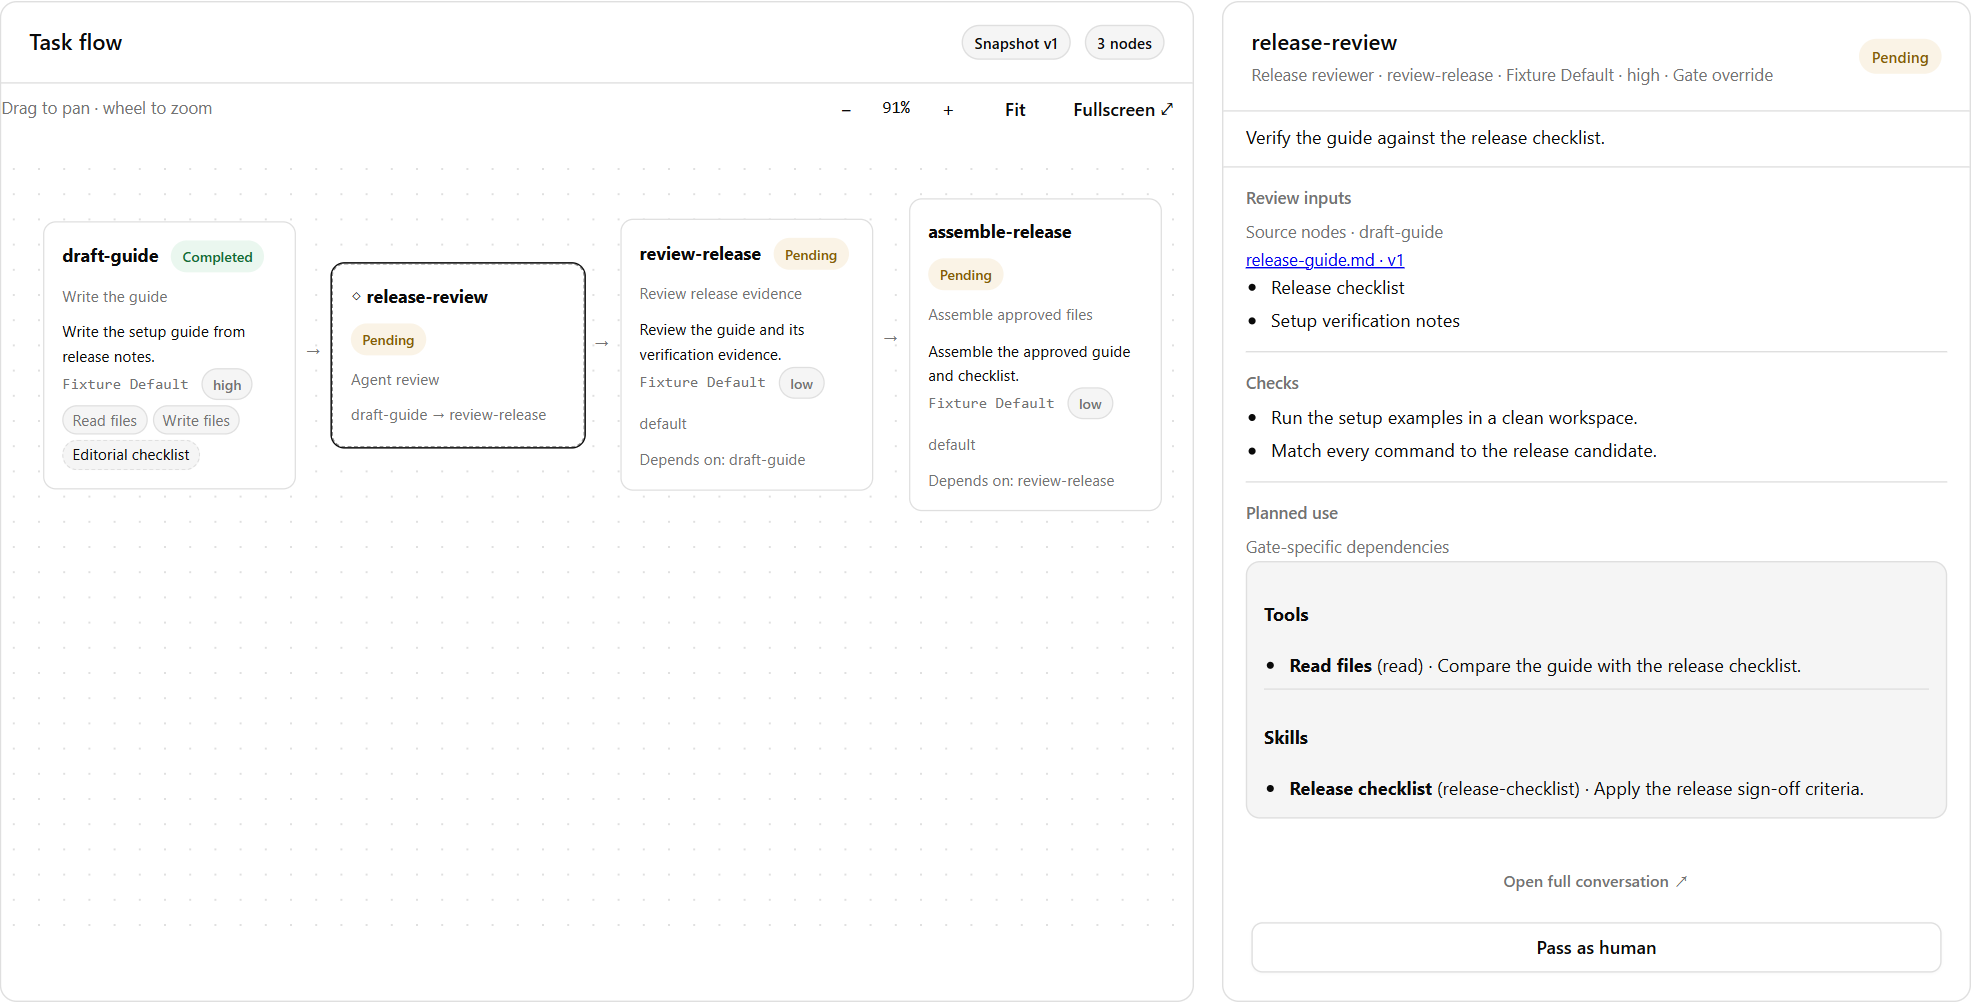 Task flow
Snapshot v1
3 nodes
Drag to pan · wheel to zoom
− 91% + Fit Fullscreen ⤢
draft-guide Completed
Write the guide
Write the setup guide from
release notes.
Fixture Default high
Read files Write files
Editorial checklist
→
◇ release-review
Pending
Agent review
draft-guide → review-release
→
review-release Pending
Review release evidence
Review the guide and its
verification evidence.
Fixture Default low
default
Depends on: draft-guide
→
assemble-release
Pending
Assemble approved files
Assemble the approved guide
and checklist.
Fixture Default low
default
Depends on: review-release
release-review
Pending
Release reviewer · review-release · Fixture Default · high · Gate override
Verify the guide against the release checklist.
Review inputs
Source nodes · draft-guide
release-guide.md · v1
• Release checklist
• Setup verification notes
Checks
• Run the setup examples in a clean workspace.
• Match every command to the release candidate.
Planned use
Gate-specific dependencies
Tools
• Read files (read) · Compare the guide with the release checklist.
Skills
• Release checklist (release-checklist) · Apply the release sign-off criteria.
Open full conversation ↗
Pass as human